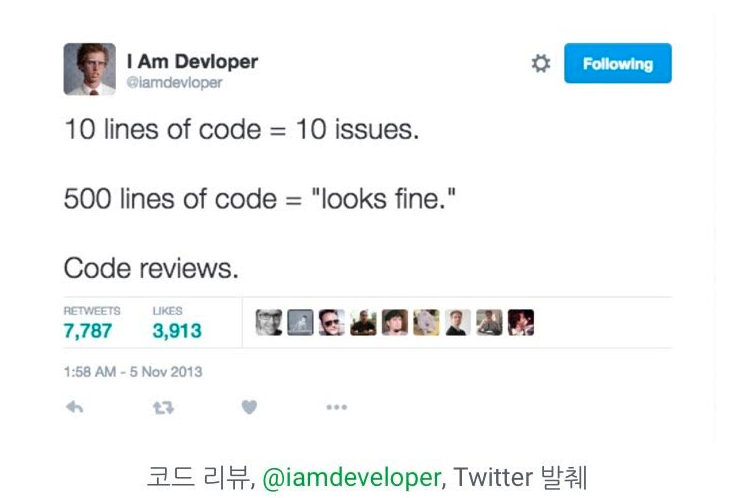 I Am Devloper
@iamdevloper
Following
10 lines of code = 10 issues.
500 lines of code = "looks fine."
Code reviews.
RETWEETS LIKES
7,787 3,913
1:58 AM - 5 Nov 2013
코드 리뷰, @iamdeveloper, Twitter 발췌